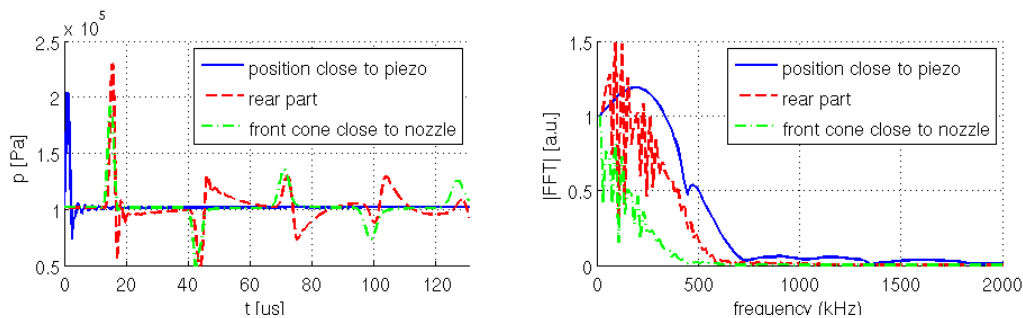 × 10^5
2.5
2
1.5
1
0.5
p [Pa]
position close to piezo
rear part
front cone close to nozzle
0 20 40 60 80 100 120
t [us]
1.5
1
0.5
0
|FFT| [a.u.]
position close to piezo
rear part
front cone close to nozzle
0 500 1000 1500 2000
frequency (kHz)